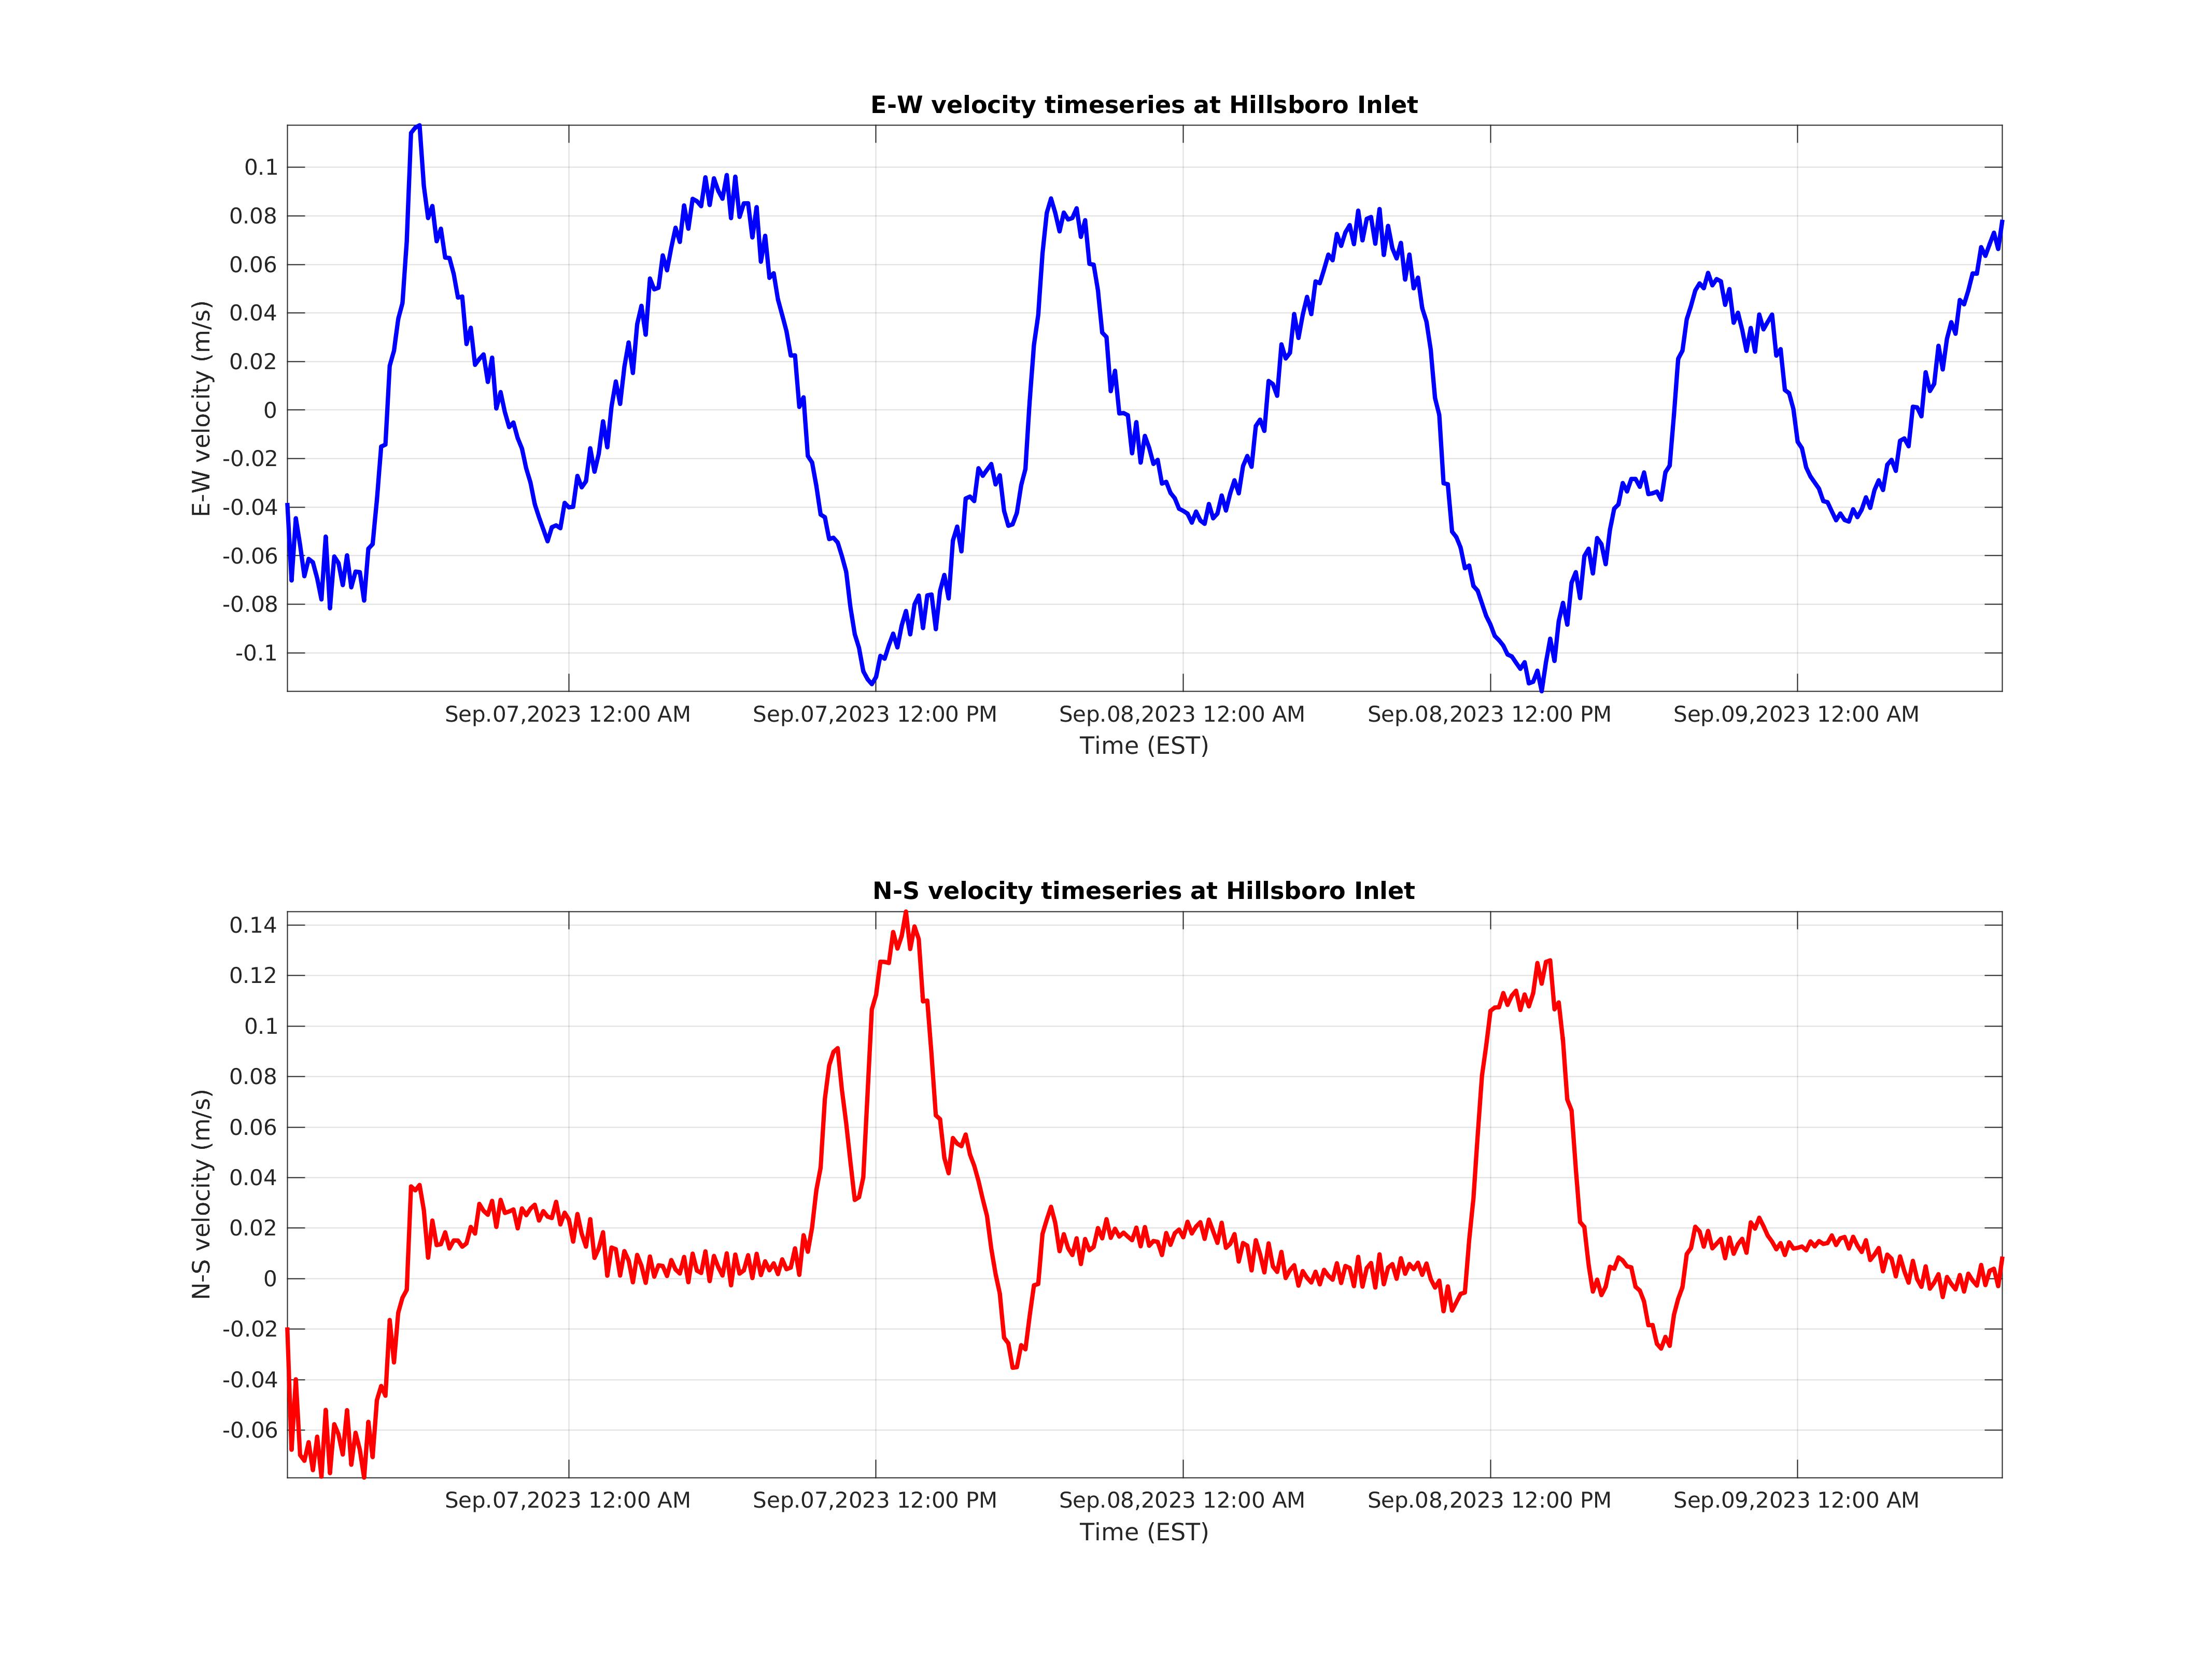 E-W velocity timeseries at Hillsboro Inlet
0.1
0.08
0.06
0.04
0.02
0
-0.02
-0.04
-0.06
-0.08
-0.1
E-W velocity (m/s)
Sep.07,2023 12:00 AM Sep.07,2023 12:00 PM Sep.08,2023 12:00 AM Sep.08,2023 12:00 PM Sep.09,2023 12:00 AM
Time (EST)
N-S velocity timeseries at Hillsboro Inlet
0.14
0.12
0.1
0.08
0.06
0.04
0.02
0
-0.02
-0.04
-0.06
N-S velocity (m/s)
Sep.07,2023 12:00 AM Sep.07,2023 12:00 PM Sep.08,2023 12:00 AM Sep.08,2023 12:00 PM Sep.09,2023 12:00 AM
Time (EST)